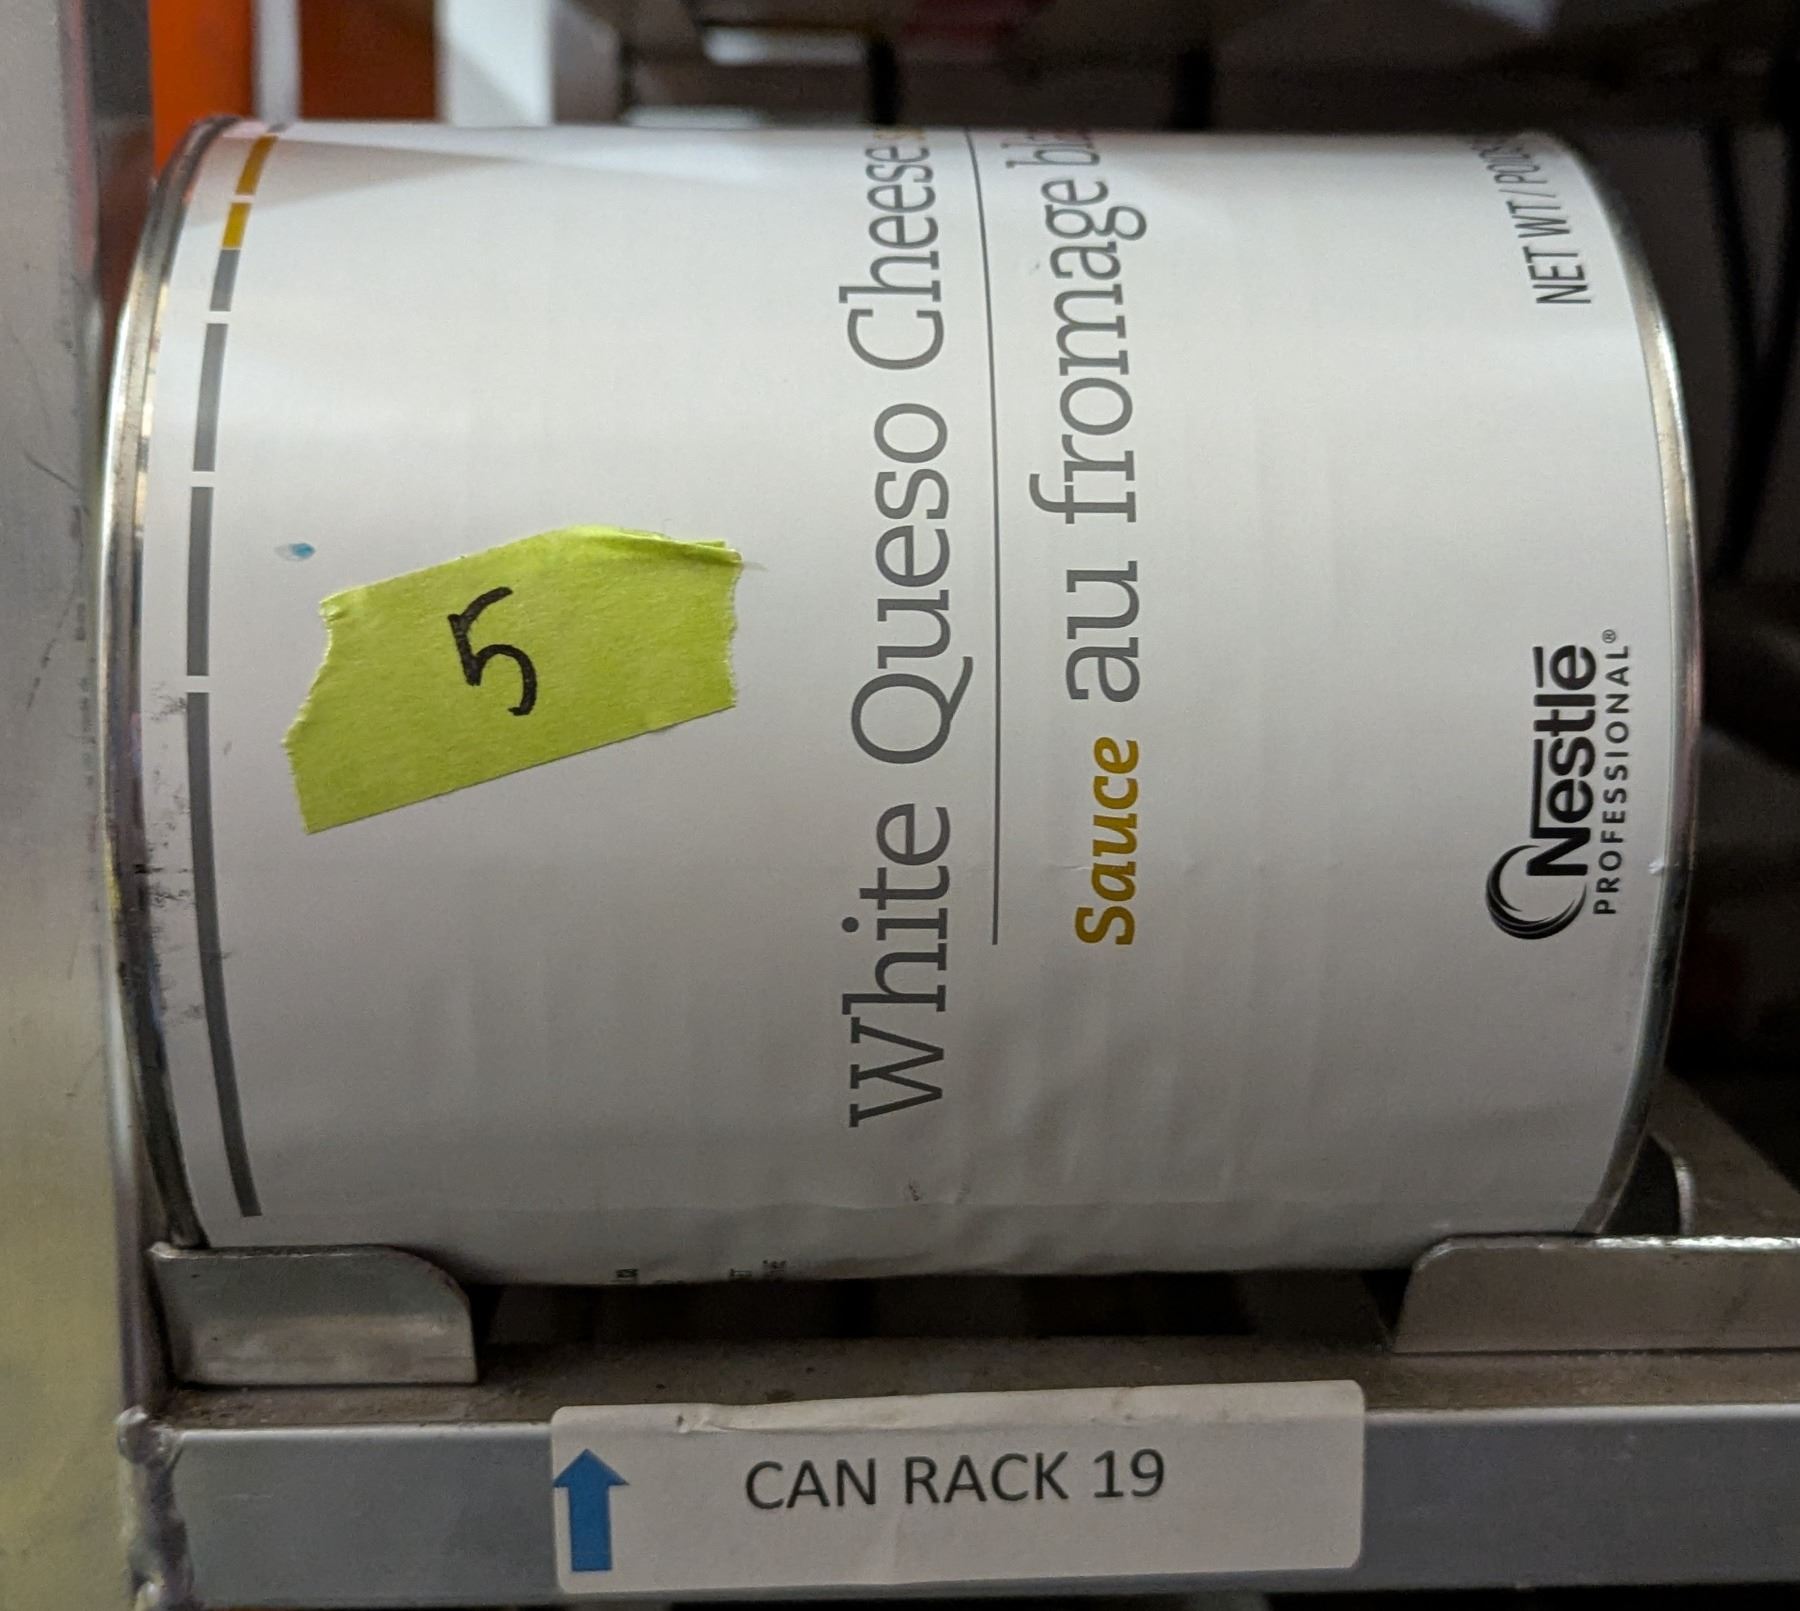 5
White Queso Cheese
Sauce au fromage
Nestlé
PROFESSIONAL®
NET WT/
CAN RACK 19